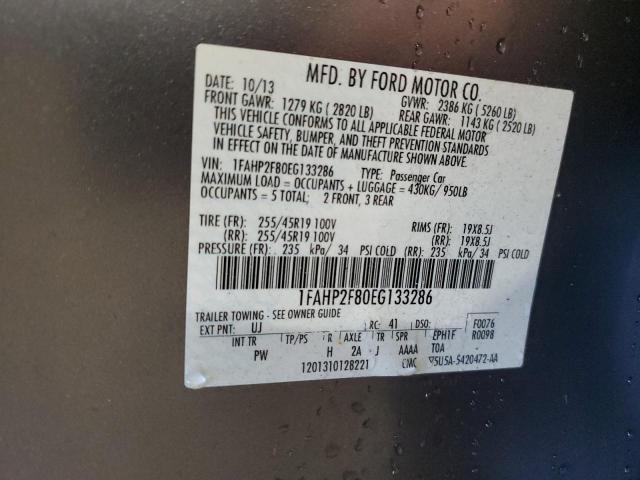 MFD. BY FORD MOTOR CO.
DATE: 10/13 GVWR: 2386 KG (5260 LB)
FRONT GAWR: 1279 KG (2820 LB) REAR GAWR: 1143 KG (2520 LB)
THIS VEHICLE CONFORMS TO ALL APPLICABLE FEDERAL MOTOR
VEHICLE SAFETY, BUMPER, AND THEFT PREVENTION STANDARDS
IN EFFECT ON THE DATE OF MANUFACTURE SHOWN ABOVE.
VIN: 1FAHP2F80EG133286 TYPE: Passenger Car
MAXIMUM LOAD = OCCUPANTS + LUGGAGE = 430KG/950LB
OCCUPANTS = 5 TOTAL; 2 FRONT, 3 REAR
TIRE (FR): 255/45R19 100V RIMS (FR): 19X8.5J
(RR): 255/45R19 100V (RR): 19X8.5J
PRESSURE (FR): 235 kPa/ 34 PSI COLD (RR): 235 kPa/ 34 PSI COLD
1FAHP2F80EG133286
TRAILER TOWING - SEE OWNER GUIDE
EXT PNT: UJ RC: 41 DSO: F0076
INT TR TP/PS R AXLE TR SPR EPH1F R0098
PW H 2A J AAAA TOA
1201310128221 5U5A-5420472-AA